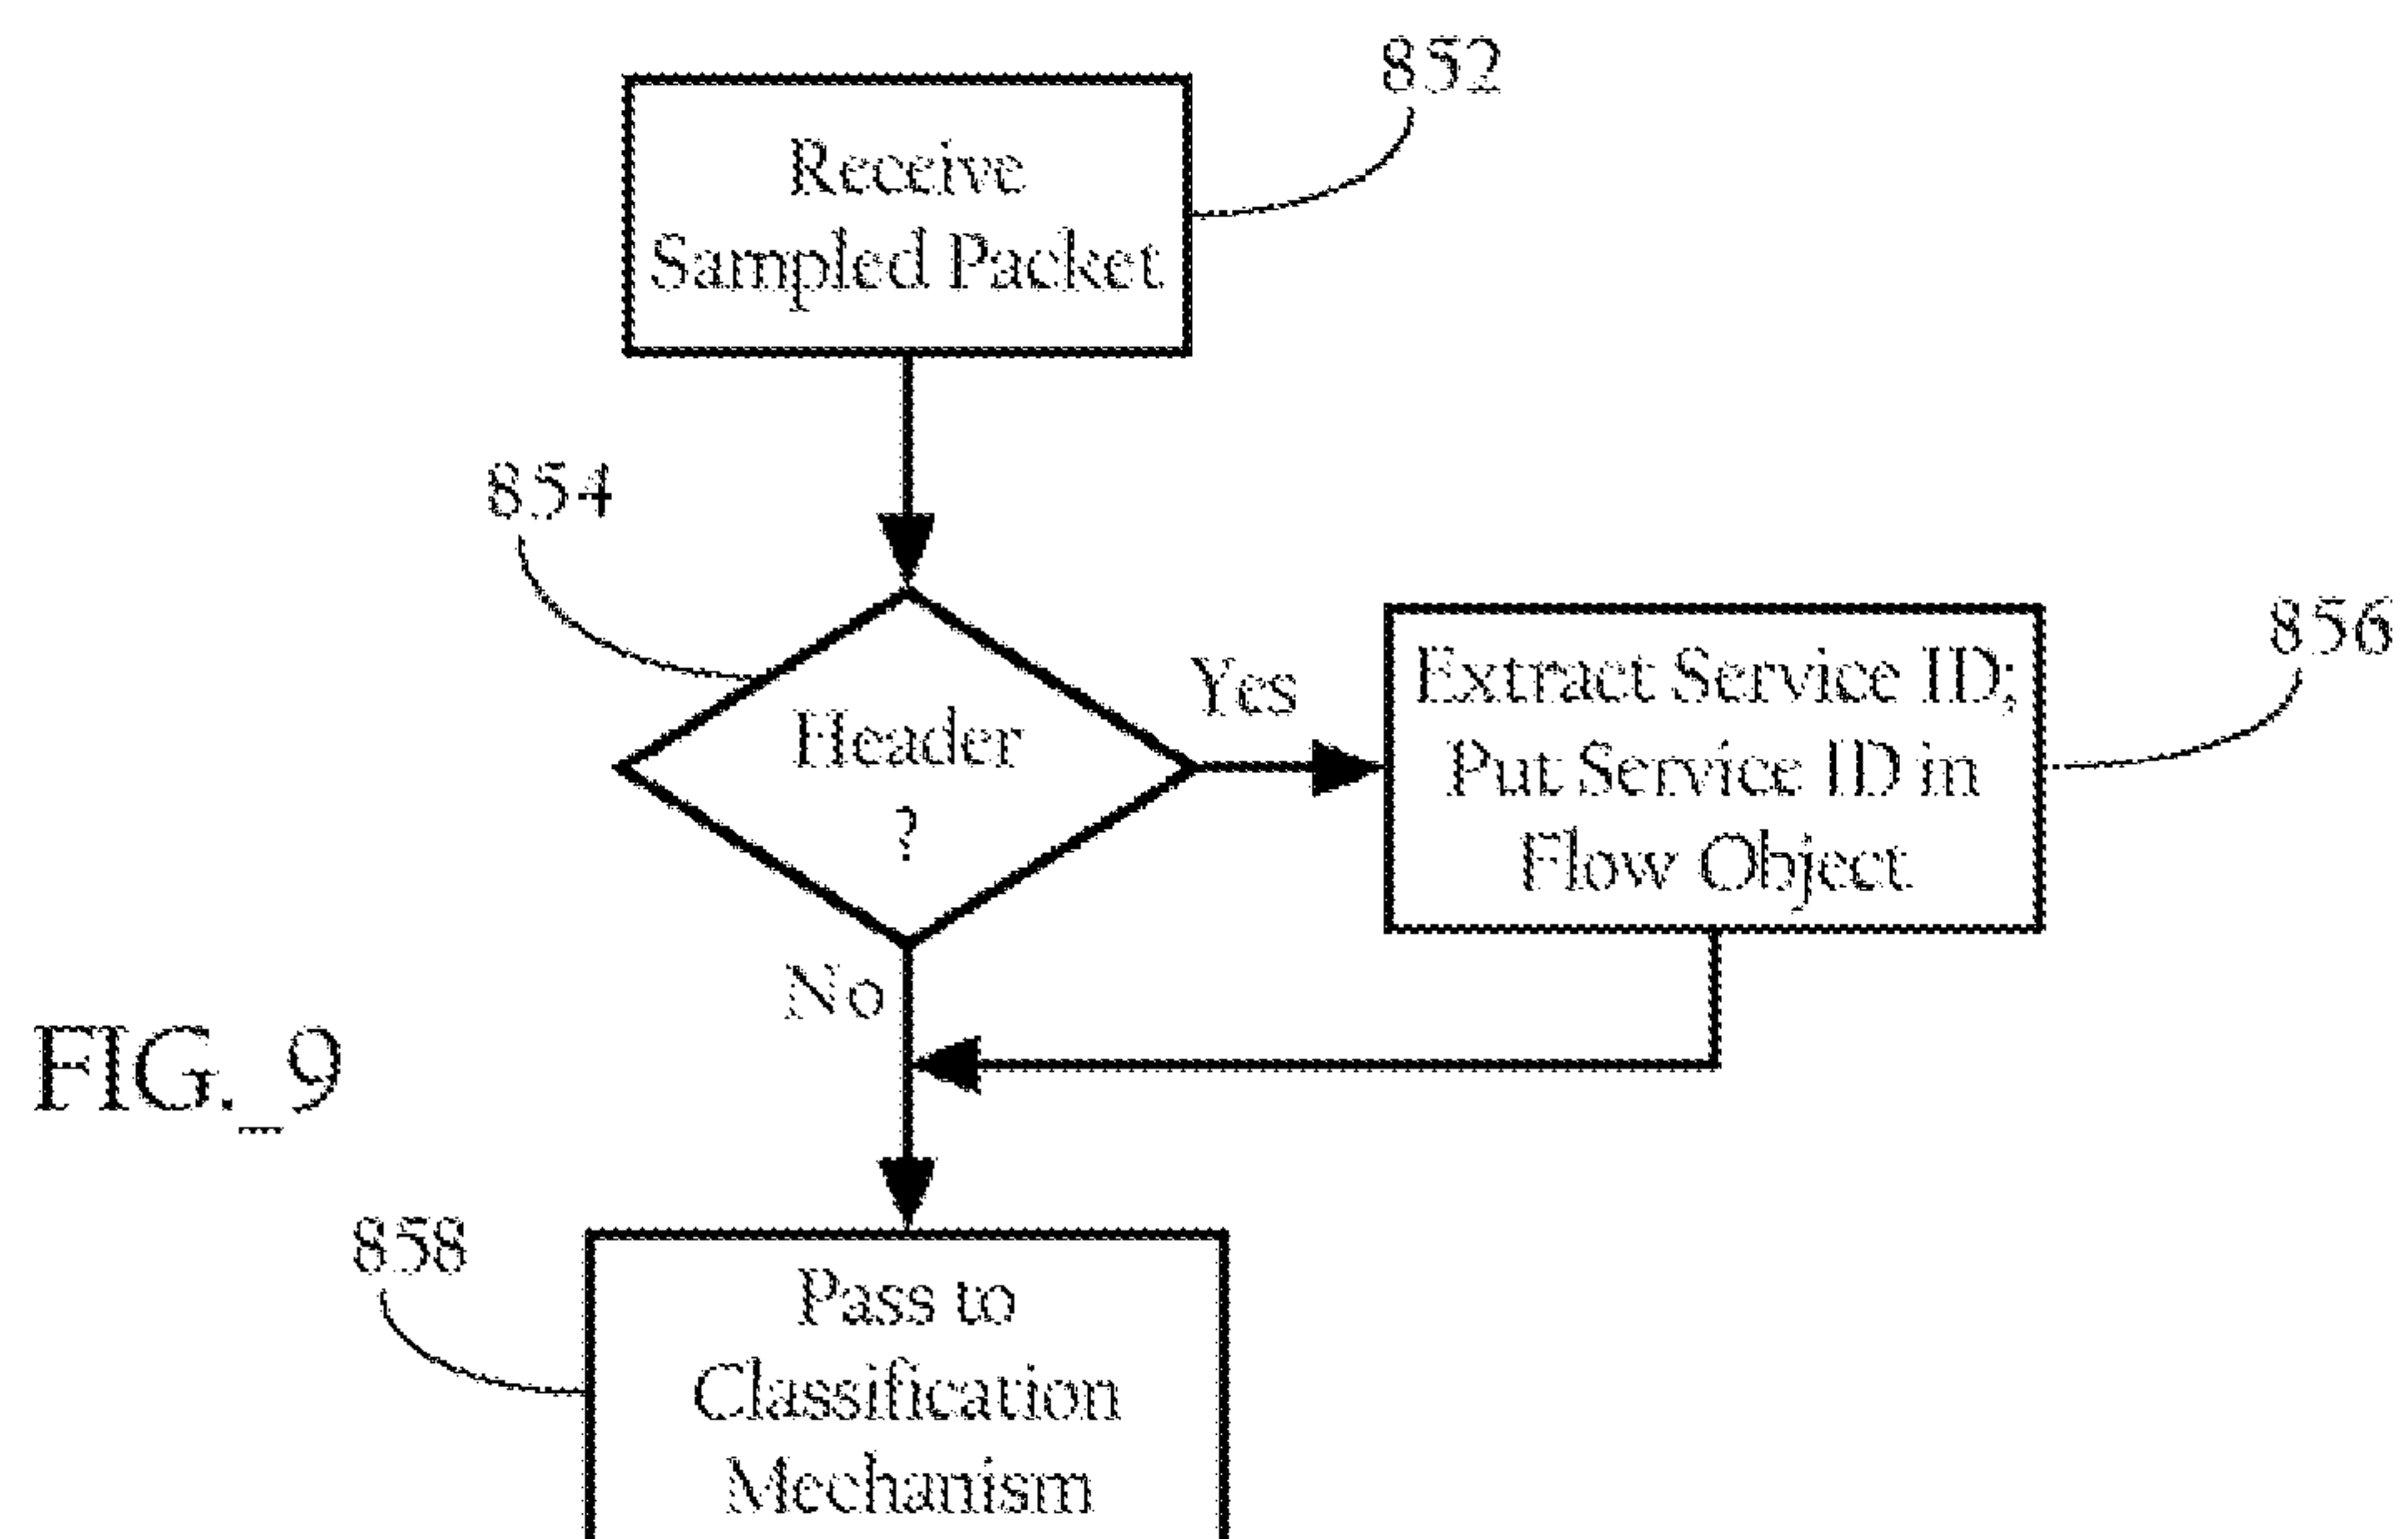 852
Receive
Sampled Packet
854
Header
?
Yes
856
Extract Service ID;
Put Service ID in
Flow Object
No
FIG._9
858
Pass to
Classification
Mechanism